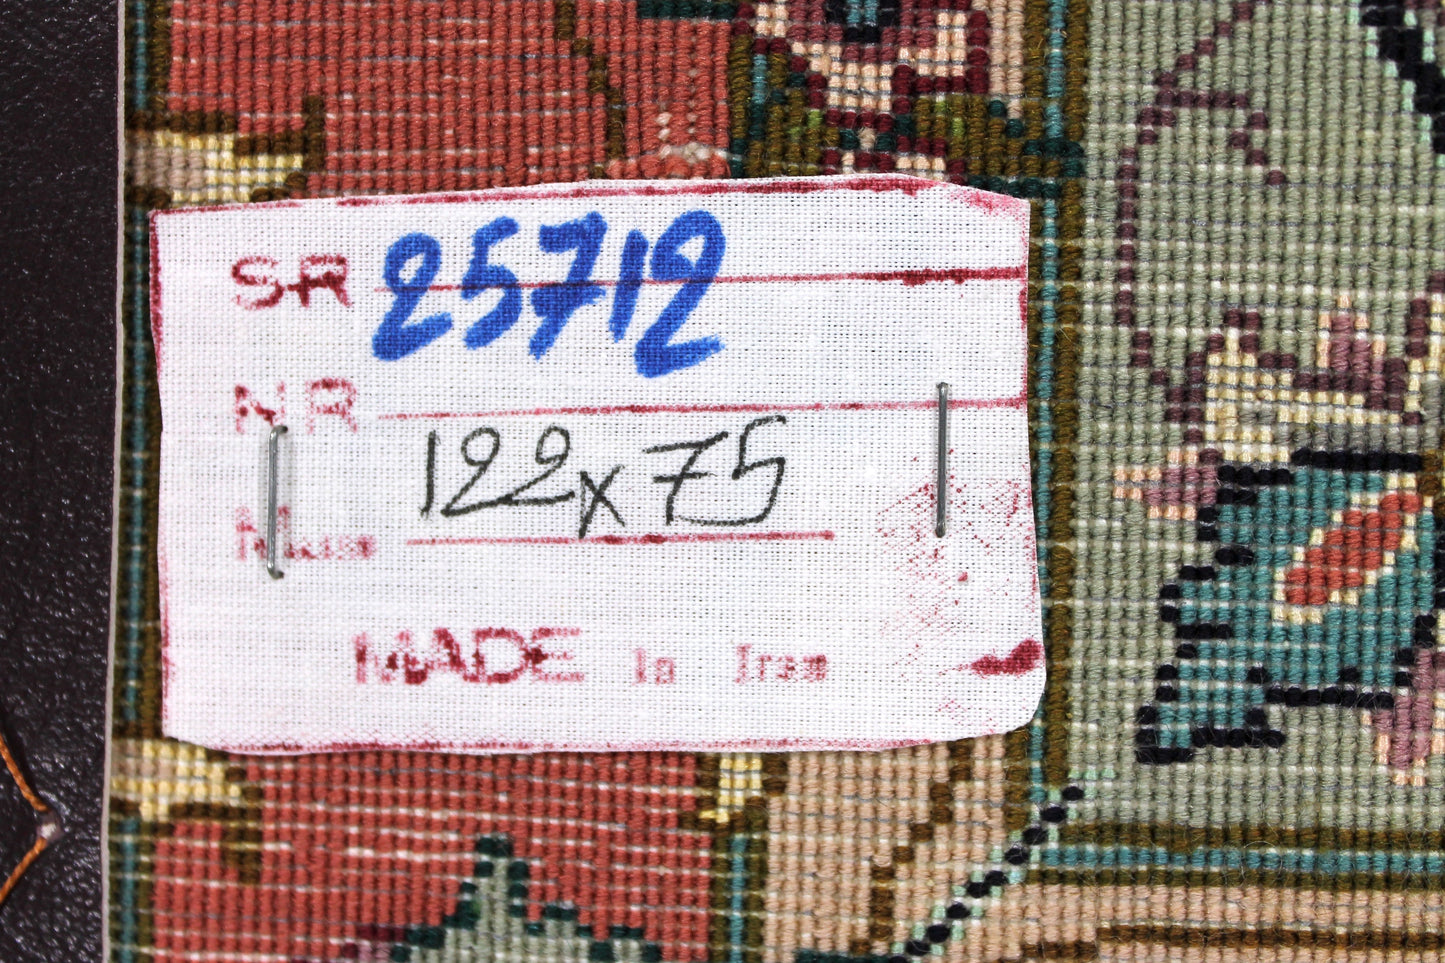 SR 25712
NR
122x75
MADE In Iran